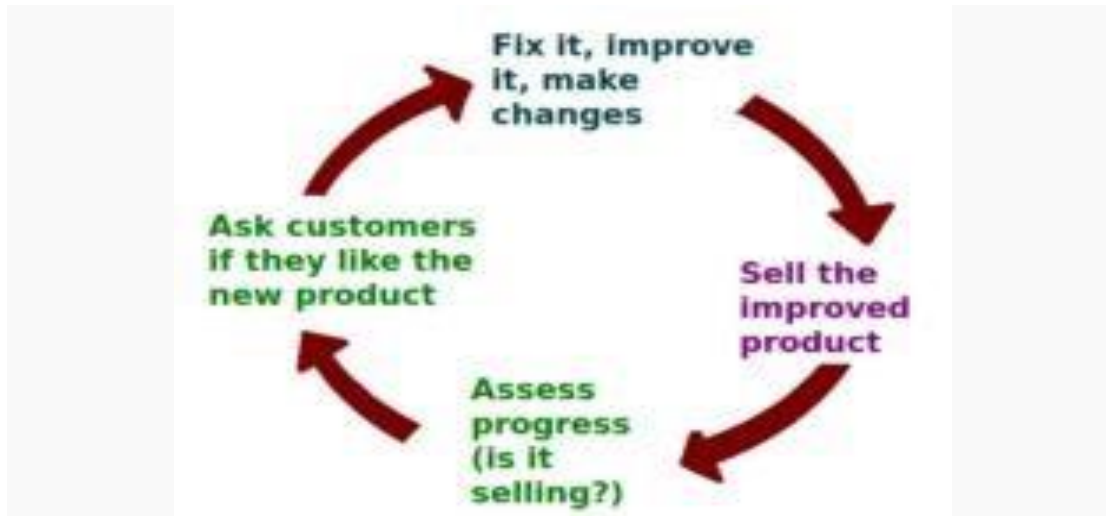 Fix it, improve
it, make
changes
Sell the
improved
product
Assess
progress
(is it
selling?)
Ask customers
if they like the
new product